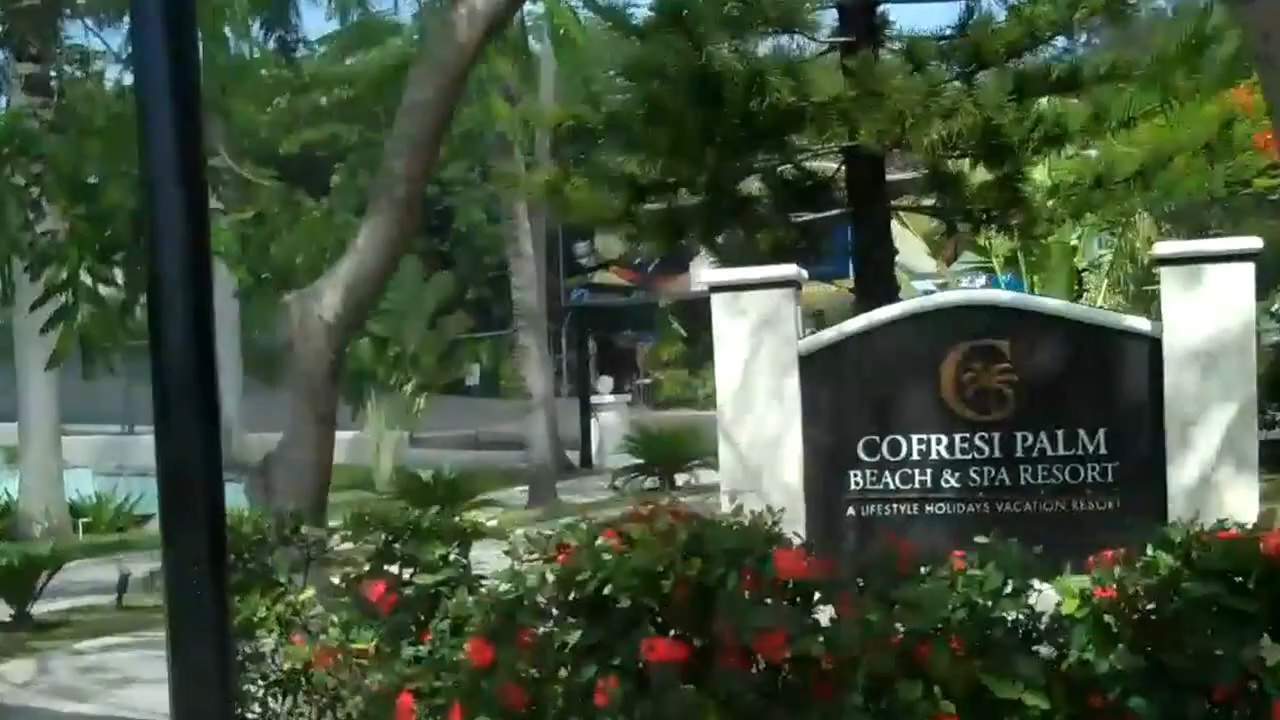 COFRESI PALM
BEACH & SPA RESORT
A LIFESTYLE HOLIDAYS VACATION RESORT